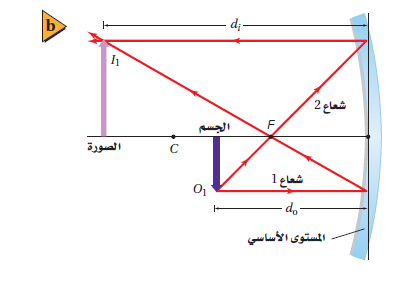 b
dᵢ
I₁
شعاع 2
F
الجسم
الصورة
C
شعاع 1
O₁
dₒ
المستوى الأساسي